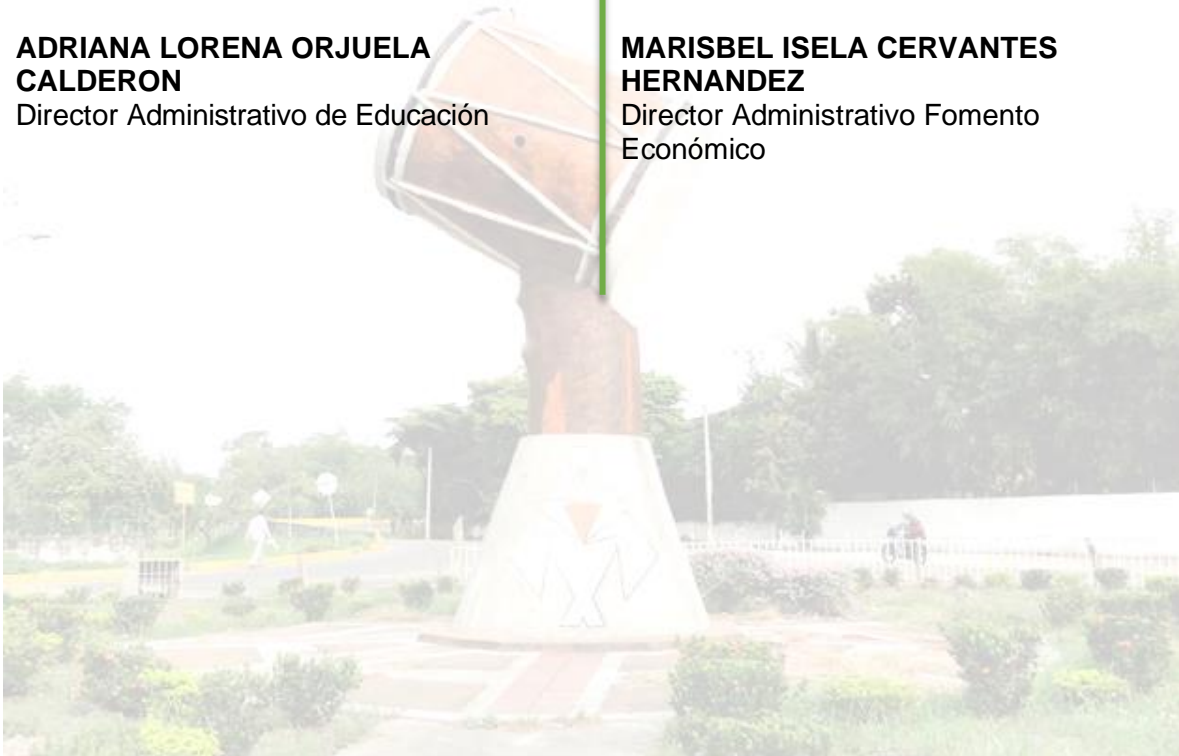 ADRIANA LORENA ORJUELA
CALDERON
Director Administrativo de Educación
MARISBEL ISELA CERVANTES
HERNANDEZ
Director Administrativo Fomento
Económico